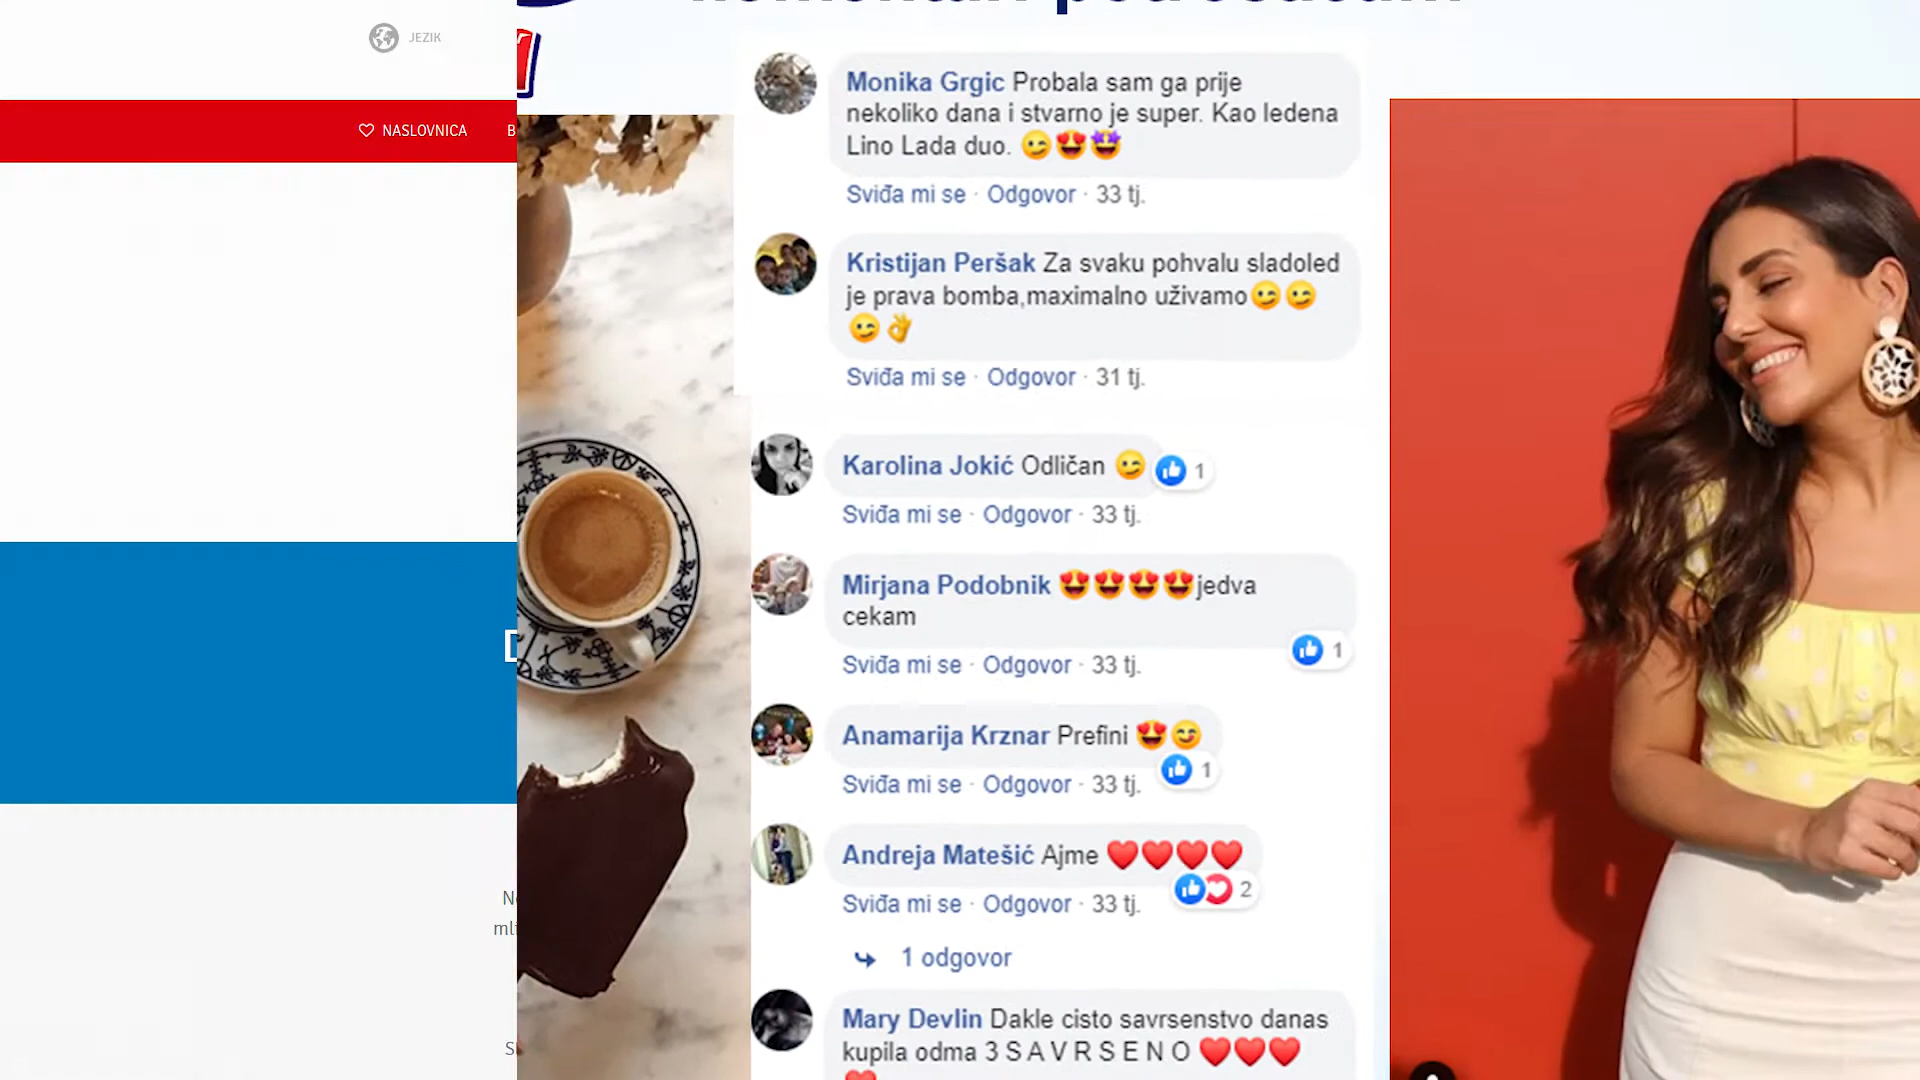 JEZIK
NASLOVNICA
Monika Grgic Probala sam ga prije
nekoliko dana i stvarno je super. Kao ledena
Lino Lada duo. 😉😍🤩
Sviđa mi se · Odgovor · 33 tj.
Kristijan Peršak Za svaku pohvalu sladoled
je prava bomba,maximalno uživamo😉😉
😉👌
Sviđa mi se · Odgovor · 31 tj.
Karolina Jokić Odličan 😉 1
Sviđa mi se · Odgovor · 33 tj.
Mirjana Podobnik 😍😍😍😍jedva
cekam
1
Sviđa mi se · Odgovor · 33 tj.
Anamarija Krznar Prefini 😍😋
1
Sviđa mi se · Odgovor · 33 tj.
Andreja Matešić Ajme ❤️❤️❤️❤️
2
Sviđa mi se · Odgovor · 33 tj.
1 odgovor
Mary Devlin Dakle cisto savrsenstvo danas
kupila odma 3 S A V R S E N O ❤️❤️❤️
❤️